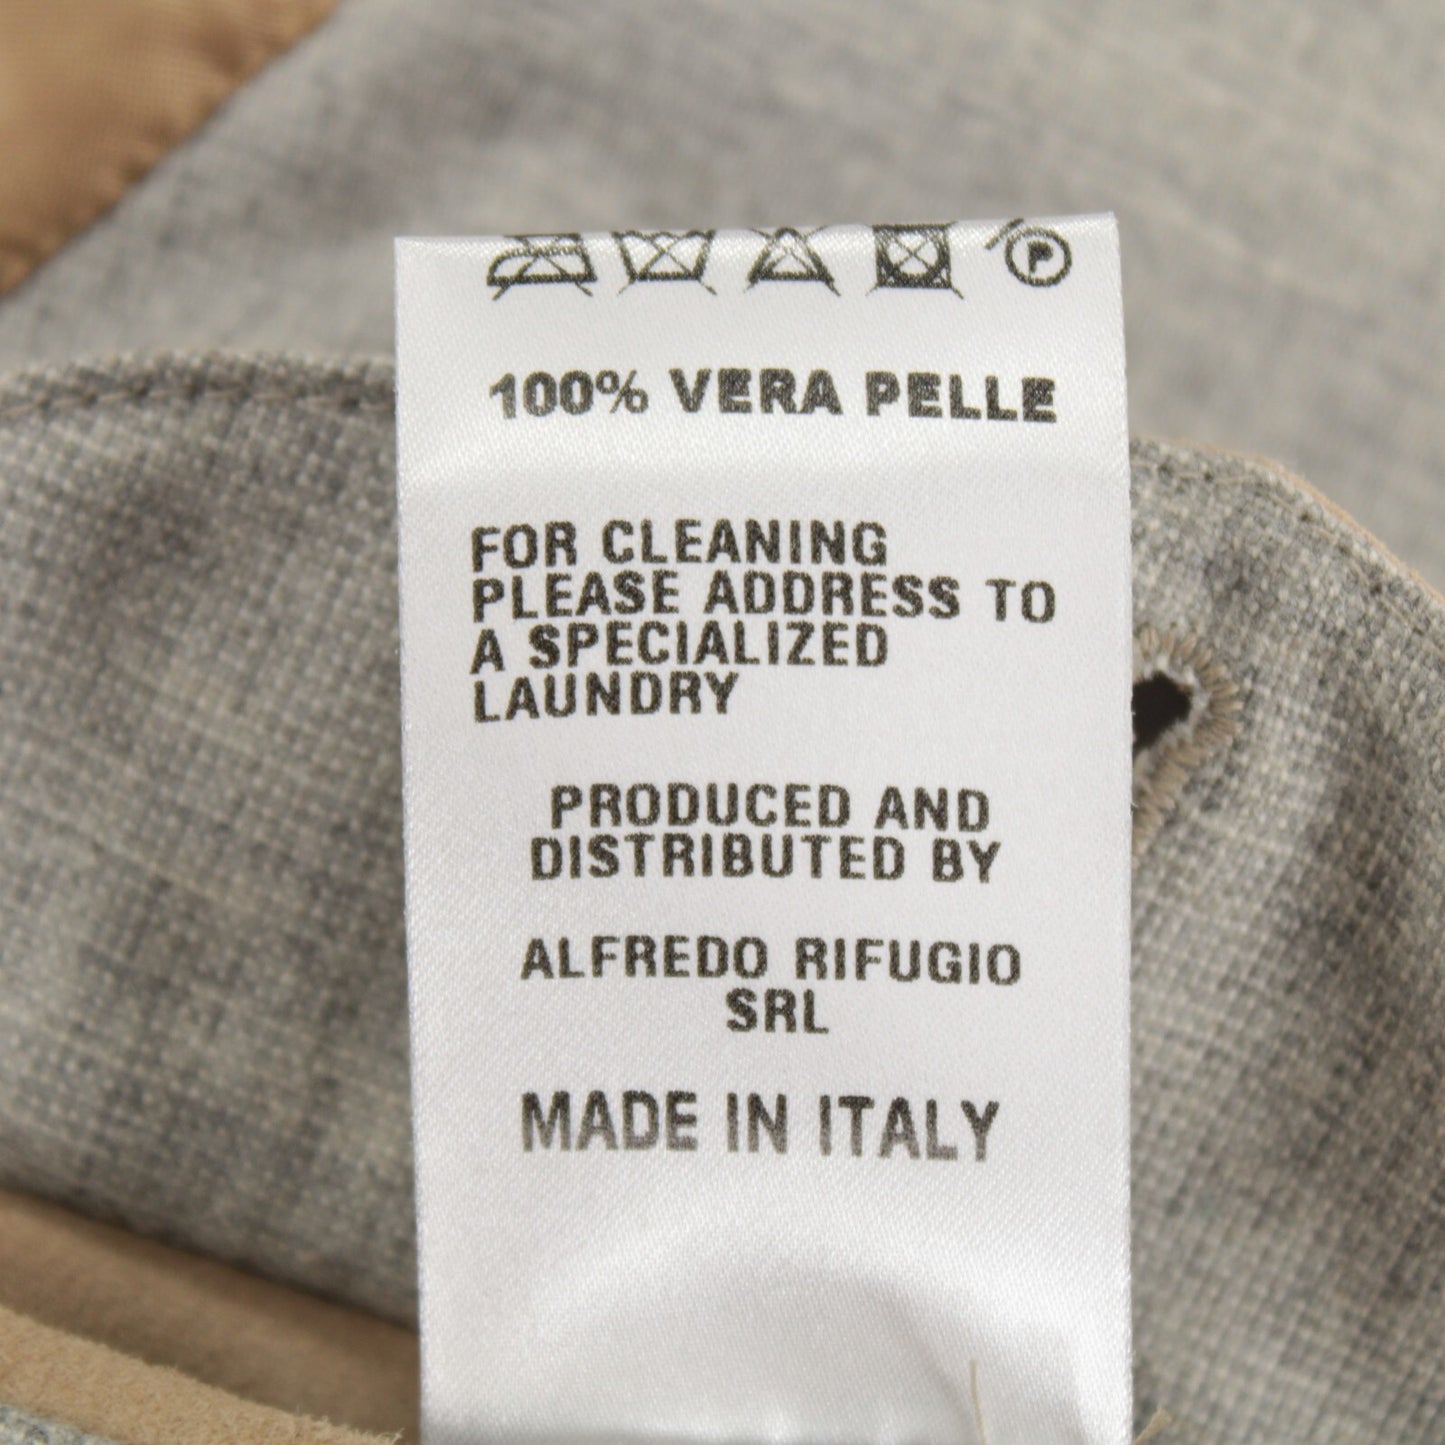 P
100% VERA PELLE
FOR CLEANING
PLEASE ADDRESS TO
A SPECIALIZED
LAUNDRY
PRODUCED AND
DISTRIBUTED BY
ALFREDO RIFUGIO
SRL
MADE IN ITALY